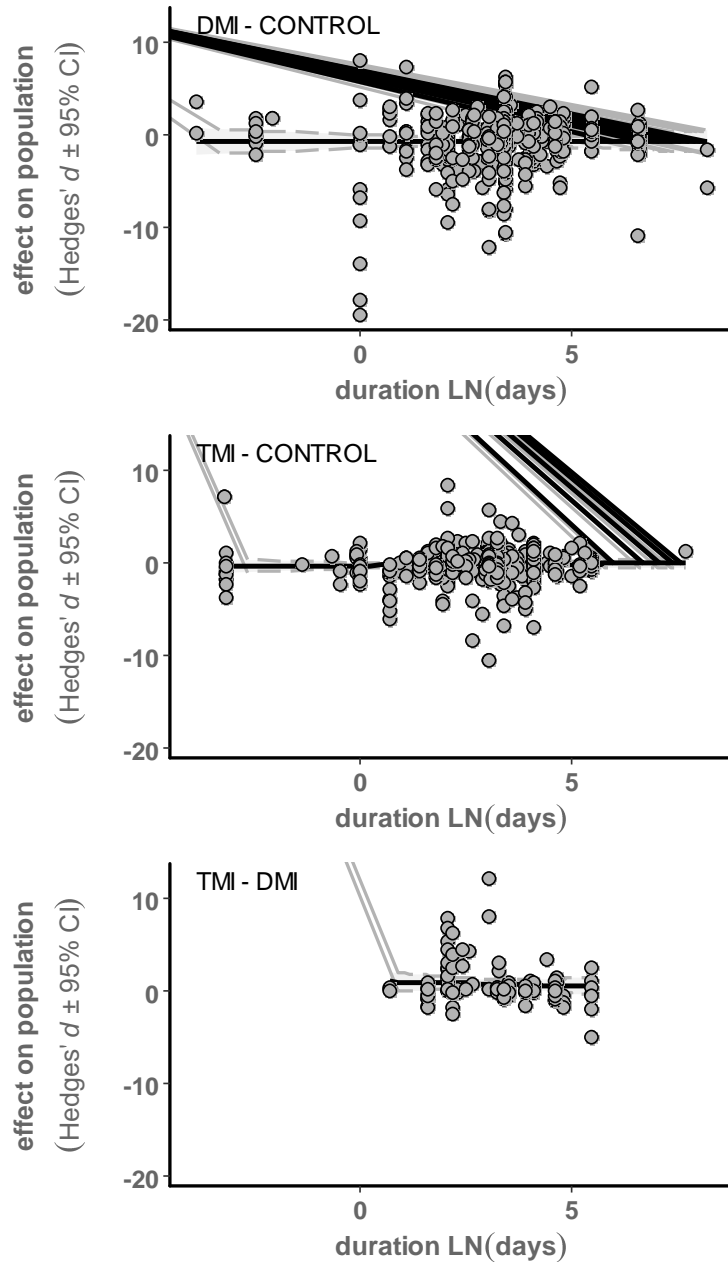 DMI - CONTROL
10
0
-10
-20
effect on population
(Hedges' d ± 95% CI)
0
5
duration LN(days)
TMI - CONTROL
10
0
-10
-20
effect on population
(Hedges' d ± 95% CI)
0
5
duration LN(days)
TMI - DMI
10
0
-10
-20
effect on population
(Hedges' d ± 95% CI)
0
5
duration LN(days)